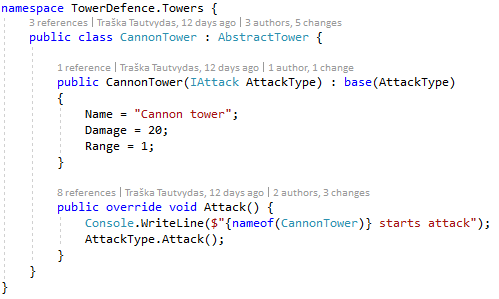 namespace TowerDefence.Towers {
3 references | Traška Tautvydas, 12 days ago | 3 authors, 5 changes
public class CannonTower : AbstractTower {
1 reference | Traška Tautvydas, 12 days ago | 1 author, 1 change
public CannonTower(IAttack AttackType) : base(AttackType)
{
Name = "Cannon tower";
Damage = 20;
Range = 1;
}
8 references | Traška Tautvydas, 12 days ago | 2 authors, 3 changes
public override void Attack() {
Console.WriteLine($"{nameof(CannonTower)} starts attack");
AttackType.Attack();
}
}
}